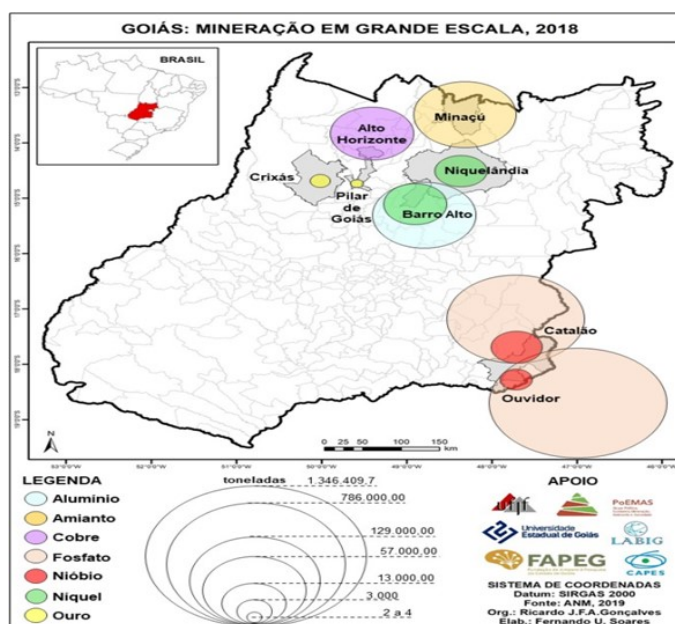 GOIÁS: MINERAÇÃO EM GRANDE ESCALA, 2018
BRASIL
Minaçú
Alto
Horizonte
Crixás
Niquelândia
Pilar
de
Goiás
Barro Alto
Catalão
Ouvidor
N
0 25 50 100 150
km
LEGENDA
Alumínio
Amianto
Cobre
Fosfato
Nióbio
Níquel
Ouro
toneladas
1.346.409.7
786.000,00
129.000,00
57.000,00
13.000,00
3,000
2 a 4
APOIO
PoEMAS
Universidade
Estadual de Goiás
LABIG
FAPEG
CAPES
SISTEMA DE COORDENADAS
Datum: SIRGAS 2000
Fonte: ANM, 2019
Org.: Ricardo J.F.A.Gonçalves
Elab.: Fernando U. Soares